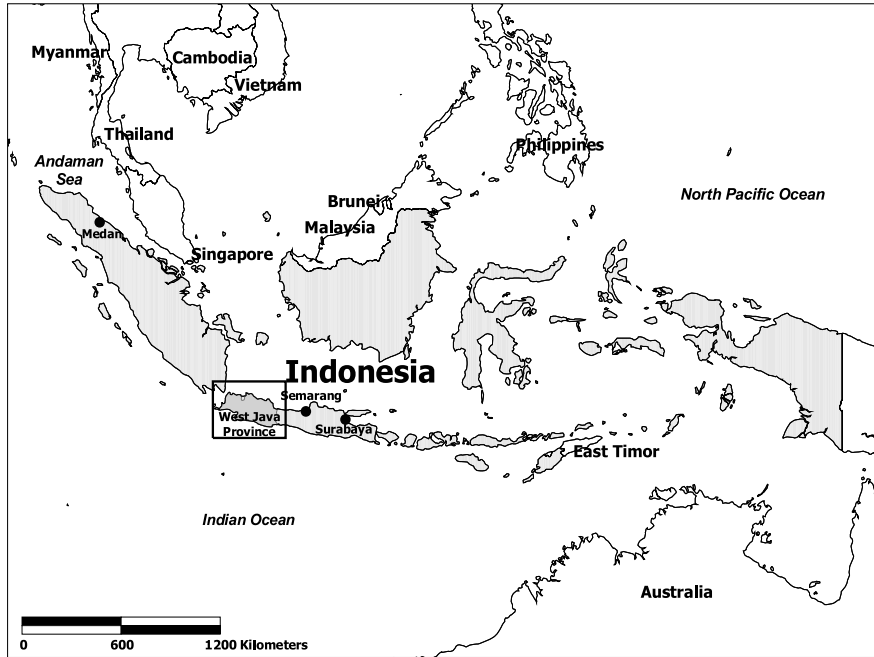 Myanmar
Cambodia
Vietnam
Thailand
Philippines
Andaman
Sea
North Pacific Ocean
Brunei
Malaysia
Medan
Singapore
Indonesia
Semarang
West Java
Province
Surabaya
East Timor
Indian Ocean
Australia
0 600 1200 Kilometers